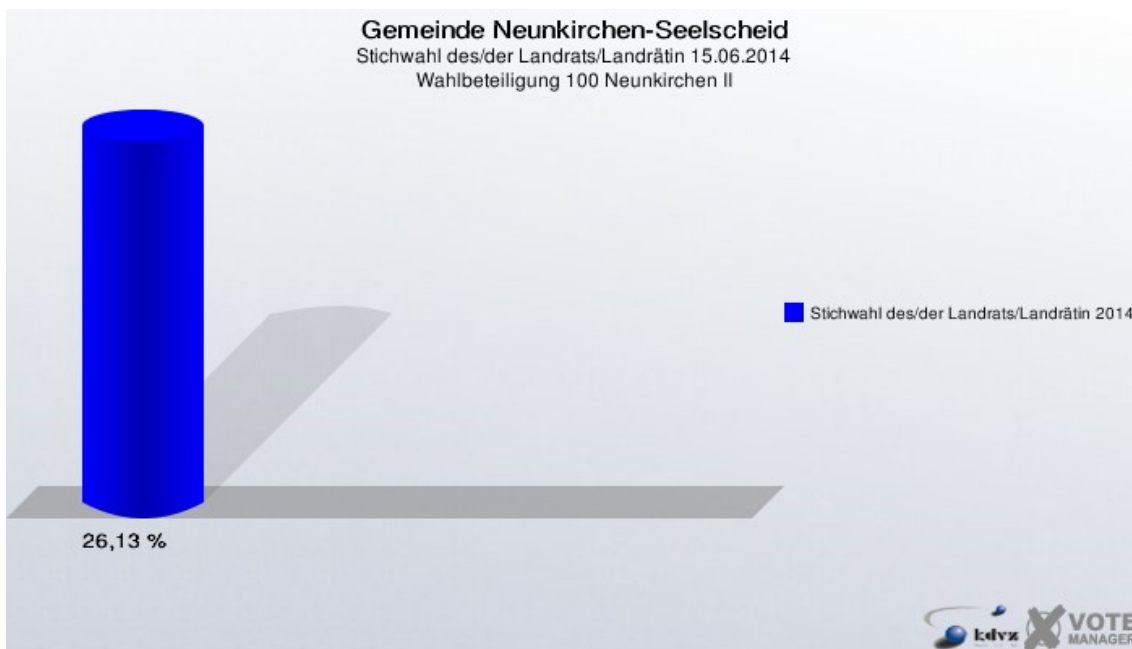 Gemeinde Neunkirchen-Seelscheid
Stichwahl des/der Landrats/Landrätin 15.06.2014
Wahlbeteiligung 100 Neunkirchen II
Stichwahl des/der Landrats/Landrätin 2014
26,13 %
kdvz
VOTE
MANAGER